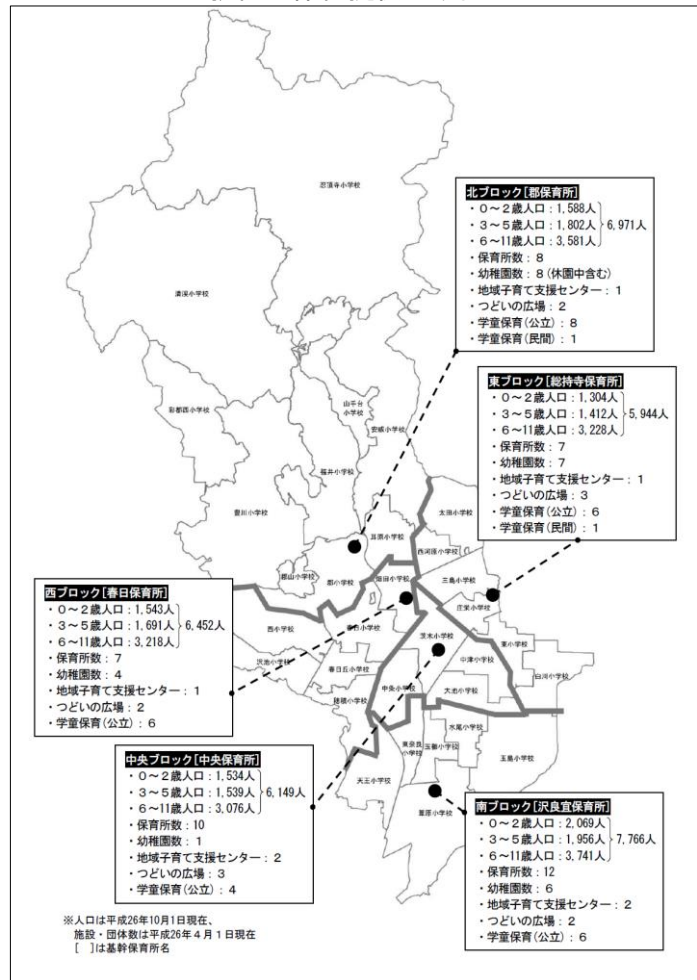 忍頂寺小学校
清溪小学校
北ブロック[郡保育所]
・0～2歳人口：1,588人
・3～5歳人口：1,802人
・6～11歳人口：3,581人
6,971人
・保育所数：8
・幼稚園数：8(休園中含む)
・地域子育て支援センター：1
・つどいの広場：2
・学童保育(公立)：8
・学童保育(民間)：1
彩都西小学校
山手台
小学校
安威小学校
福井小学校
豊川小学校
東ブロック[総持寺保育所]
・0～2歳人口：1,304人
・3～5歳人口：1,412人
・6～11歳人口：3,228人
5,944人
・保育所数：7
・幼稚園数：7
・地域子育て支援センター：1
・つどいの広場：3
・学童保育(公立)：6
・学童保育(民間)：1
太田小学校
耳原小学校
西河原小学校
郡山小学校
郡小学校
畑田小学校
三島小学校
庄栄小学校
西ブロック[春日保育所]
・0～2歳人口：1,543人
・3～5歳人口：1,691人
・6～11歳人口：3,218人
6,452人
・保育所数：7
・幼稚園数：4
・地域子育て支援センター：1
・つどいの広場：2
・学童保育(公立)：6
西小学校
春日小学校
茨木小学校
東小学校
沢池小学校
春日丘小学校
中津小学校
白川小学校
穂積小学校
中条小学校
大池小学校
水尾小学校
東奈良
小学校
玉櫛小学校
玉島小学校
天王小学校
葦原小学校
中央ブロック[中央保育所]
・0～2歳人口：1,534人
・3～5歳人口：1,539人
・6～11歳人口：3,076人
6,149人
・保育所数：10
・幼稚園数：1
・地域子育て支援センター：2
・つどいの広場：3
・学童保育(公立)：4
南ブロック[沢良宜保育所]
・0～2歳人口：2,069人
・3～5歳人口：1,956人
・6～11歳人口：3,741人
7,766人
・保育所数：12
・幼稚園数：6
・地域子育て支援センター：2
・つどいの広場：2
・学童保育(公立)：6
※人口は平成26年10月1日現在、
施設・団体数は平成26年4月1日現在
[　]は基幹保育所名